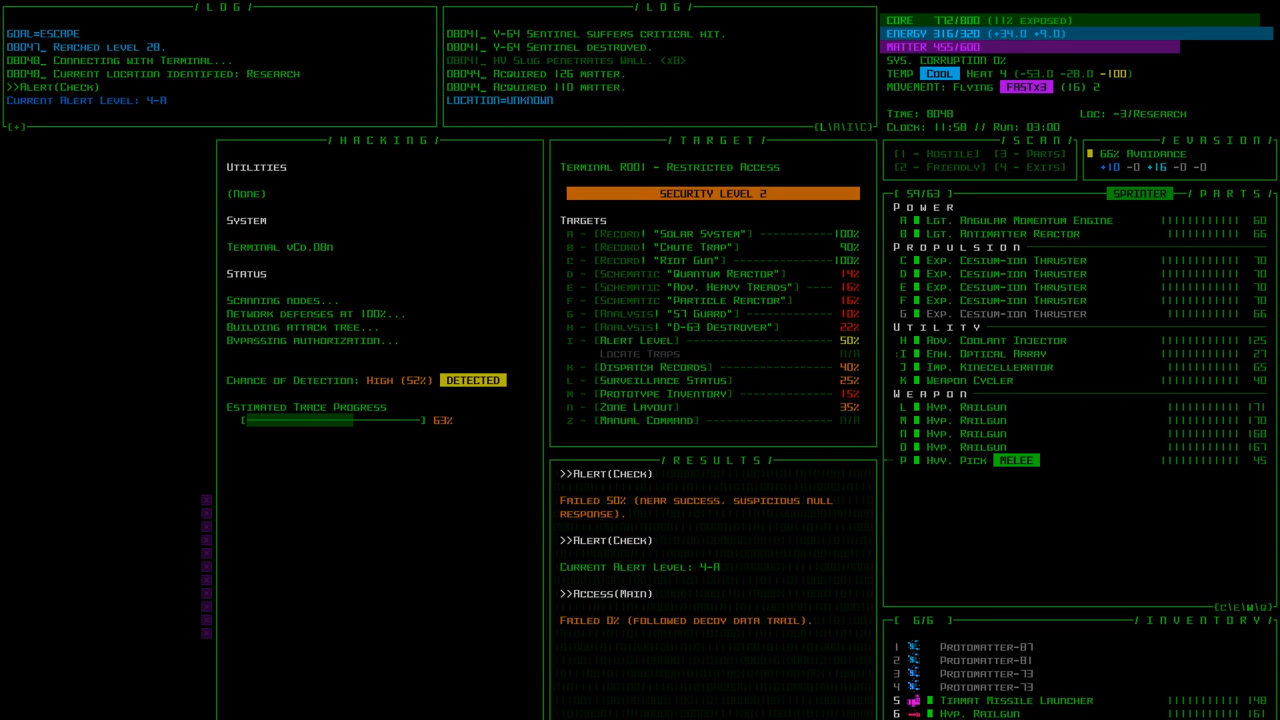 / L O G /
GOAL=ESCAPE
08047_ Reached level 28.
08048_ Connecting with Terminal...
08048_ Current location identified: Research
>>Alert(Check)
Current Alert Level: 4-A
[+]
/ L O G /
08041_ Y-64 Sentinel suffers critical hit.
08041_ Y-64 Sentinel destroyed.
08041_ HV Slug penetrates Wall. <x8>
08044_ Acquired 126 matter.
08044_ Acquired 110 matter.
LOCATION=UNKNOWN
(L\A\I\C)
CORE 772/800 (11% exposed)
ENERGY 316/320 (+34.0 +9.0)
MATTER 455/600
Sys. Corruption 0%
Temp Cool Heat 4 (-53.0 -28.0 -100)
Movement: Flying FASTx3 (16) 2
Time: 8048 Loc: -3/Research
Clock: 11:58 // Run: 03:00
/ S C A N /
[1 - Hostile] [3 - Parts]
[2 - Friendly] [4 - Exits]
/ E V A S I O N
66% Avoidance
+10 -0 +16 -0 -0
/ H A C K I N G /
Utilities
(None)
System
Terminal vCd.08n
Status
Scanning nodes...
Network defenses at 100%...
Building attack tree...
Bypassing authorization...
Chance of Detection: High (52%) DETECTED
Estimated Trace Progress
[ ] 63%
/ T A R G E T /
Terminal R001 - Restricted Access
SECURITY LEVEL 2
Targets
A - [Record! "Solar System"] 100%
B - [Record! "Chute Trap"] 90%
C - [Record! "Riot Gun"] 100%
D - [Schematic "Quantum Reactor"] 14%
E - [Schematic "Adv. Heavy Treads"] 16%
F - [Schematic "Particle Reactor"] 16%
G - [Analysis! "S7 Guard"] 10%
H - [Analysis! "D-63 Destroyer"] 22%
I - [Alert Level] 50%
Locate Traps N/A
K - [Dispatch Records] 40%
L - [Surveillance Status] 25%
M - [Prototype Inventory] 15%
N - [Zone Layout] 35%
Z - [Manual Command] N/A
/ R E S U L T S /
>>Alert(Check)
Failed 50% (near success. suspicious null
response).
>>Alert(Check)
Current Alert Level: 4-A
>>Access(Main)
Failed 0% (followed decoy data trail).
[ 59/63 ] SPRINTER / P A R T S /
P o w e r
A Lgt. Angular Momentum Engine 60
B Lgt. Antimatter Reactor 66
P r o p u l s i o n
C Exp. Cesium-ion Thruster 70
D Exp. Cesium-ion Thruster 70
E Exp. Cesium-ion Thruster 70
F Exp. Cesium-ion Thruster 70
G Exp. Cesium-ion Thruster 66
U t i l i t y
H Adv. Coolant Injector 125
I Enh. Optical Array 27
J Imp. Kinecellerator 65
K Weapon Cycler 40
W e a p o n
L Hyp. Railgun 171
M Hyp. Railgun 170
N Hyp. Railgun 168
O Hyp. Railgun 167
P Hvy. Pick MELEE 45
(C\E\W\Q)
[ 6/6 ] / I N V E N T O R Y /
1 Protomatter-87
2 Protomatter-81
3 Protomatter-73
4 Protomatter-73
5 Tiamat Missile Launcher 148
6 Hyp. Railgun 161